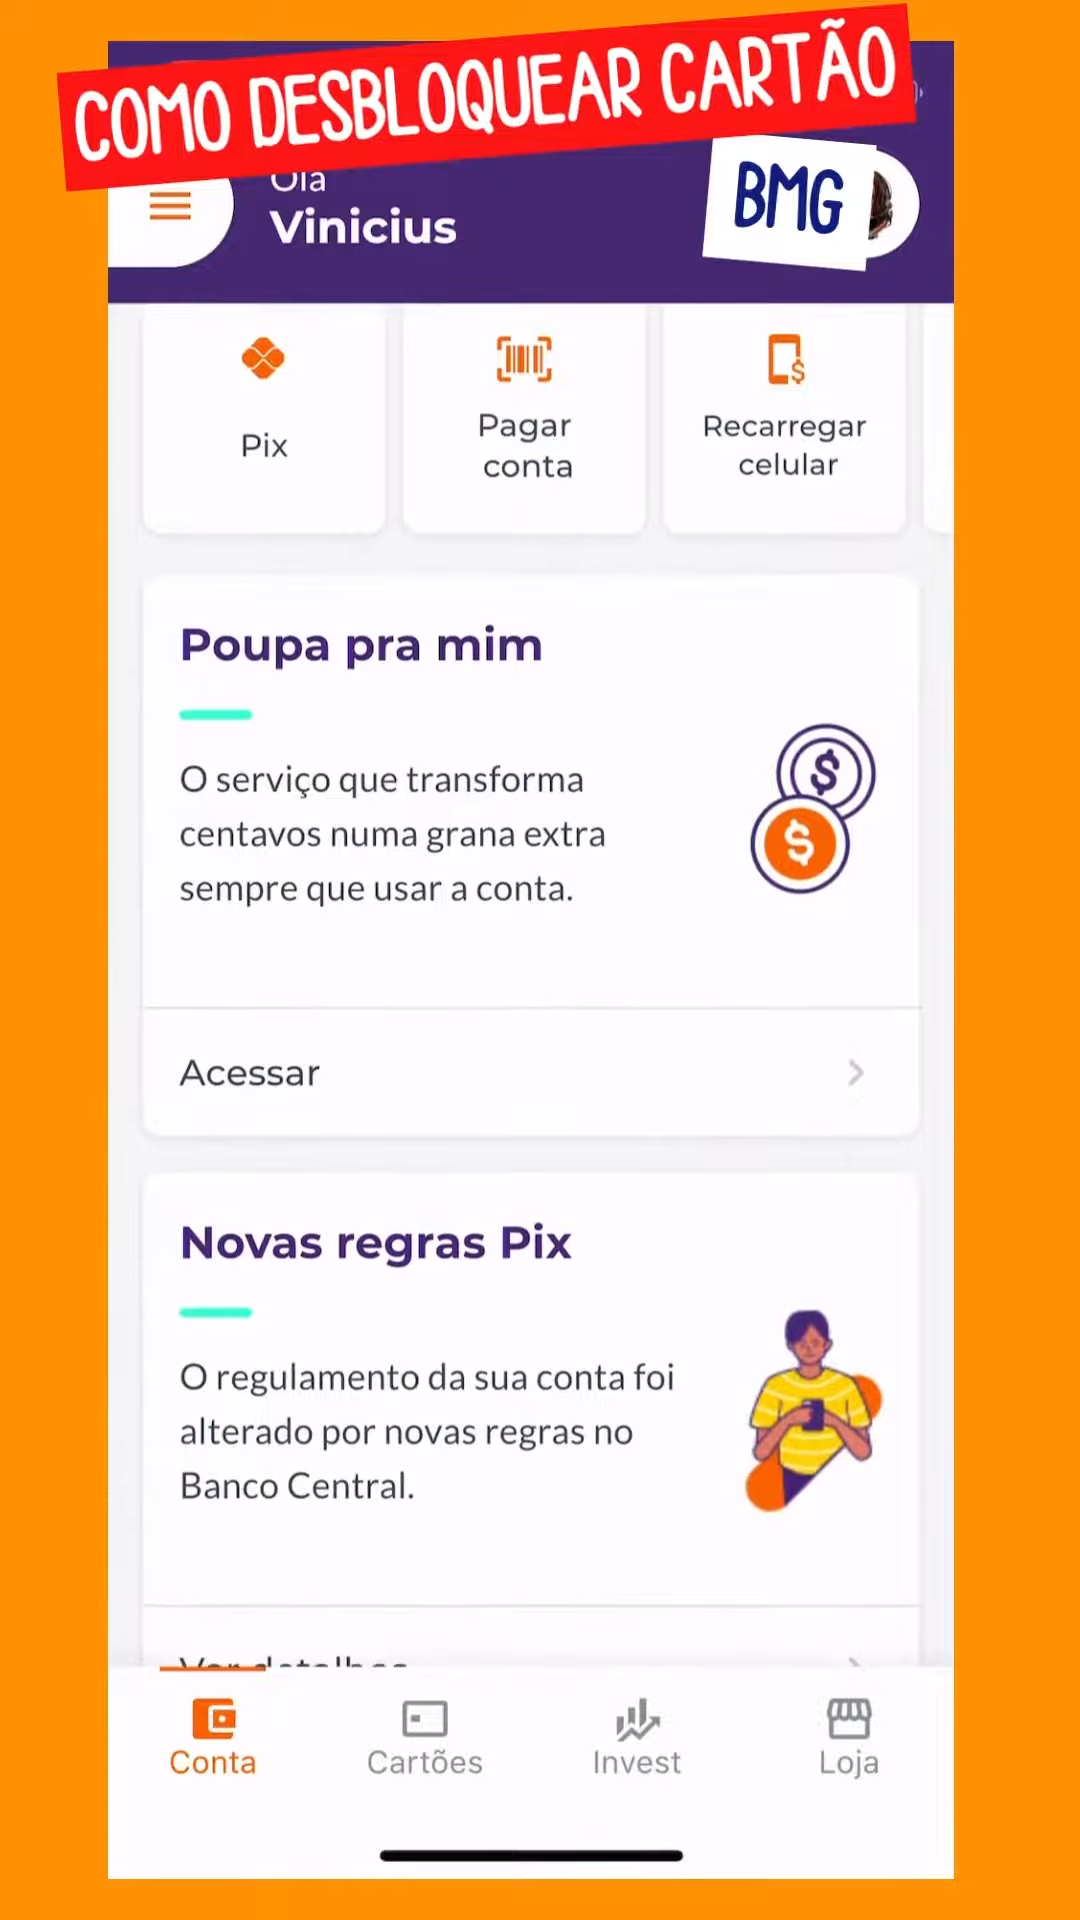 COMO DESBLOQUEAR CARTÃO
BMG
Olá
Vinicius
Pix
Pagar
conta
Recarregar
celular
Poupa pra mim
O serviço que transforma
centavos numa grana extra
sempre que usar a conta.
Acessar
Novas regras Pix
O regulamento da sua conta foi
alterado por novas regras no
Banco Central.
Ver detalhes
Conta
Cartões
Invest
Loja